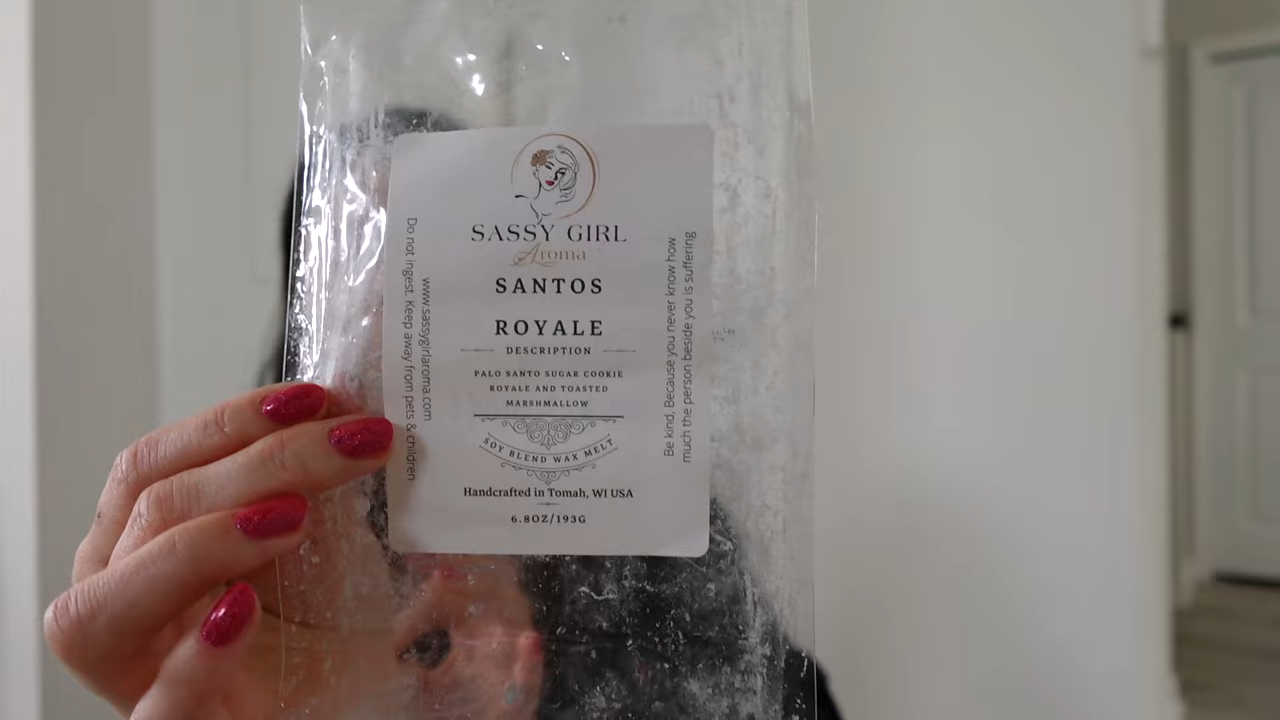 SASSY GIRL
Aroma
SANTOS
ROYALE
DESCRIPTION
PALO SANTO SUGAR COOKIE
ROYALE AND TOASTED
MARSHMALLOW
SOY BLEND WAX MELT
Handcrafted in Tomah, WI USA
6.8OZ/193G
www.sassygirlaroma.com
Do not ingest. Keep away from pets & children
Be kind, Because you never know how
much the person beside you is suffering